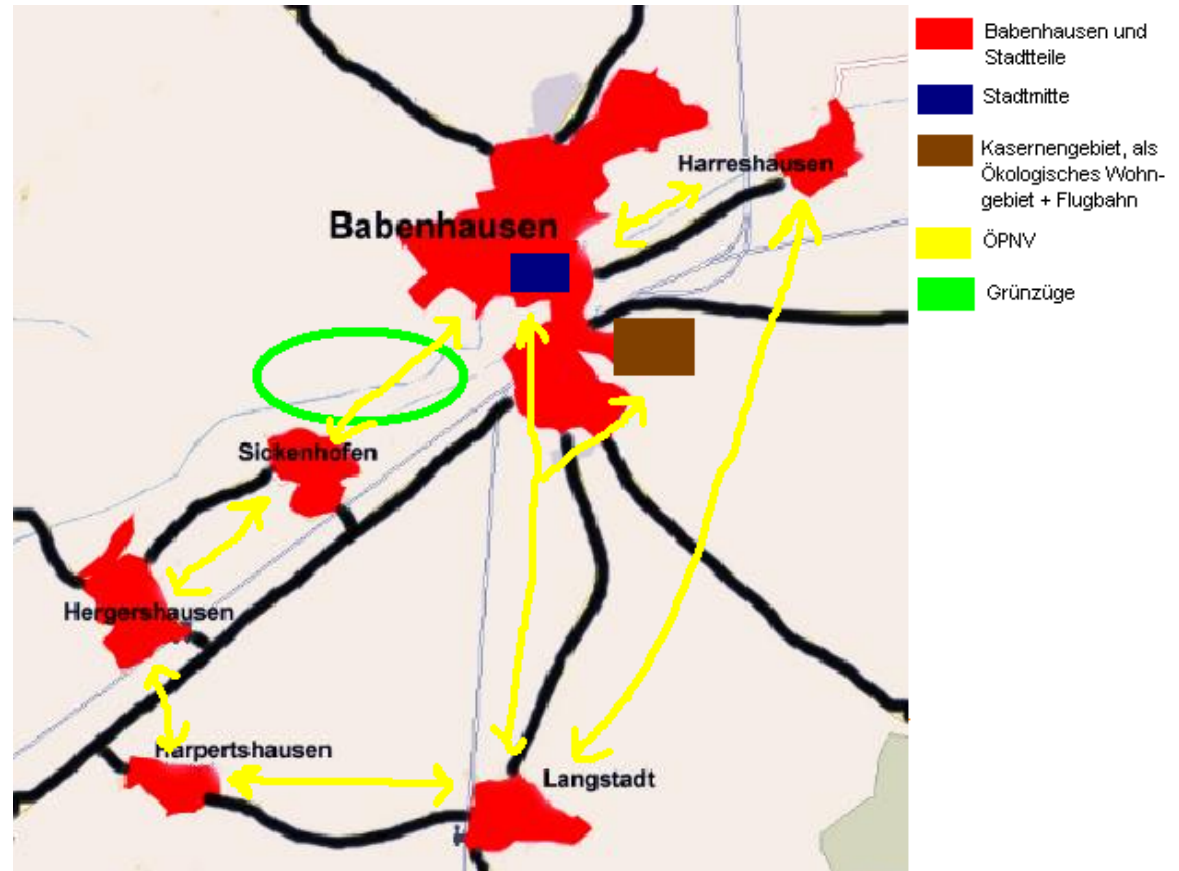 Babenhausen und
Stadtteile
Stadtmitte
Kasernengebiet, als
Ökologisches Wohn-
gebiet + Flugbahn
ÖPNV
Grünzüge
Harreshausen
Babenhausen
Sickenhofen
Hergershausen
Harpertshausen
Langstadt